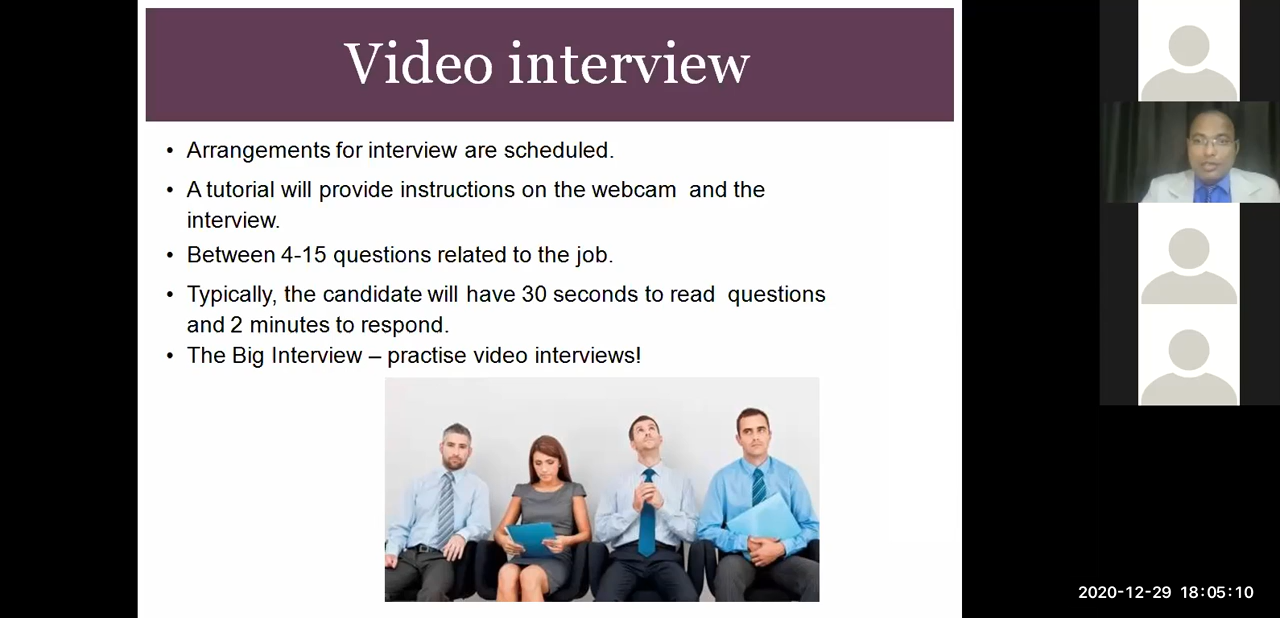 Video interview
• Arrangements for interview are scheduled.
• A tutorial will provide instructions on the webcam  and the
interview.
• Between 4-15 questions related to the job.
• Typically, the candidate will have 30 seconds to read  questions
and 2 minutes to respond.
• The Big Interview – practise video interviews!
2020-12-29 18:05:10